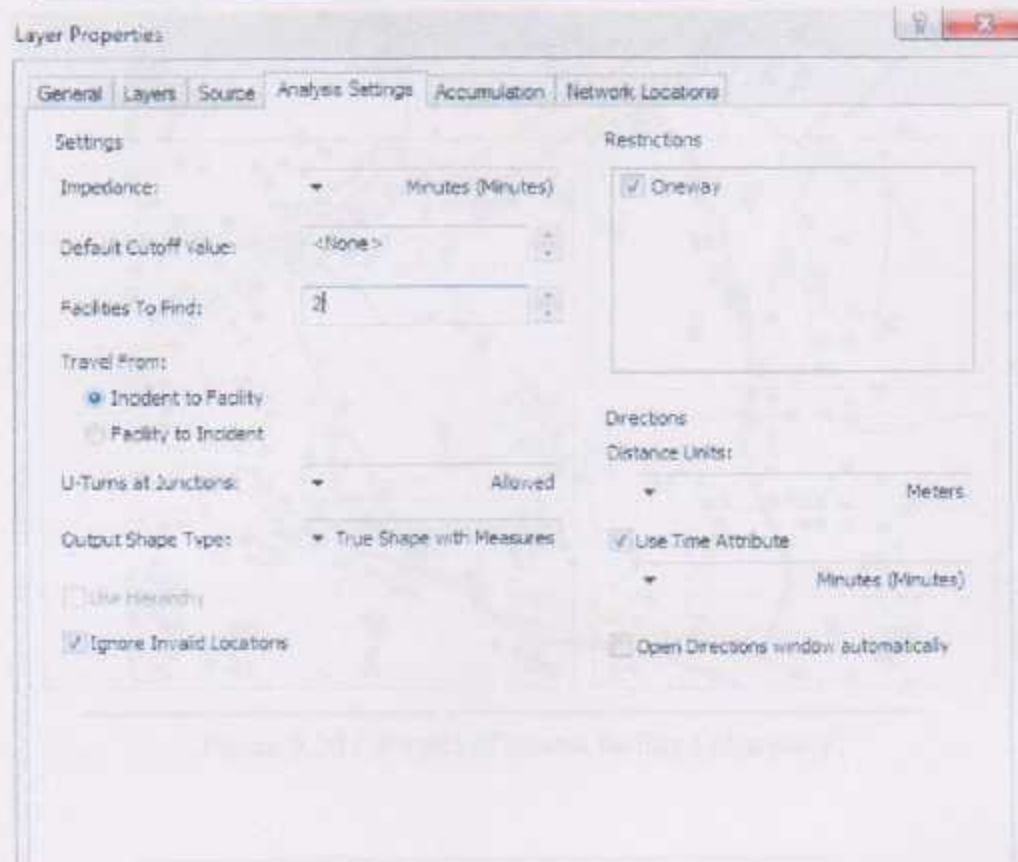 Layer Properties
General Layers Source Analysis Settings Accumulation Network Locations
Settings
Impedance: Minutes (Minutes)
Default Cutoff Value: <None>
Facilities To Find: 2
Travel From:
Incident to Facility
Facility to Incident
U-Turns at Junctions: Allowed
Output Shape Type: True Shape with Measures
Use Hierarchy
Ignore Invalid Locations
Restrictions
Oneway
Directions
Distance Units:
Meters
Use Time Attribute
Minutes (Minutes)
Open Directions window automatically